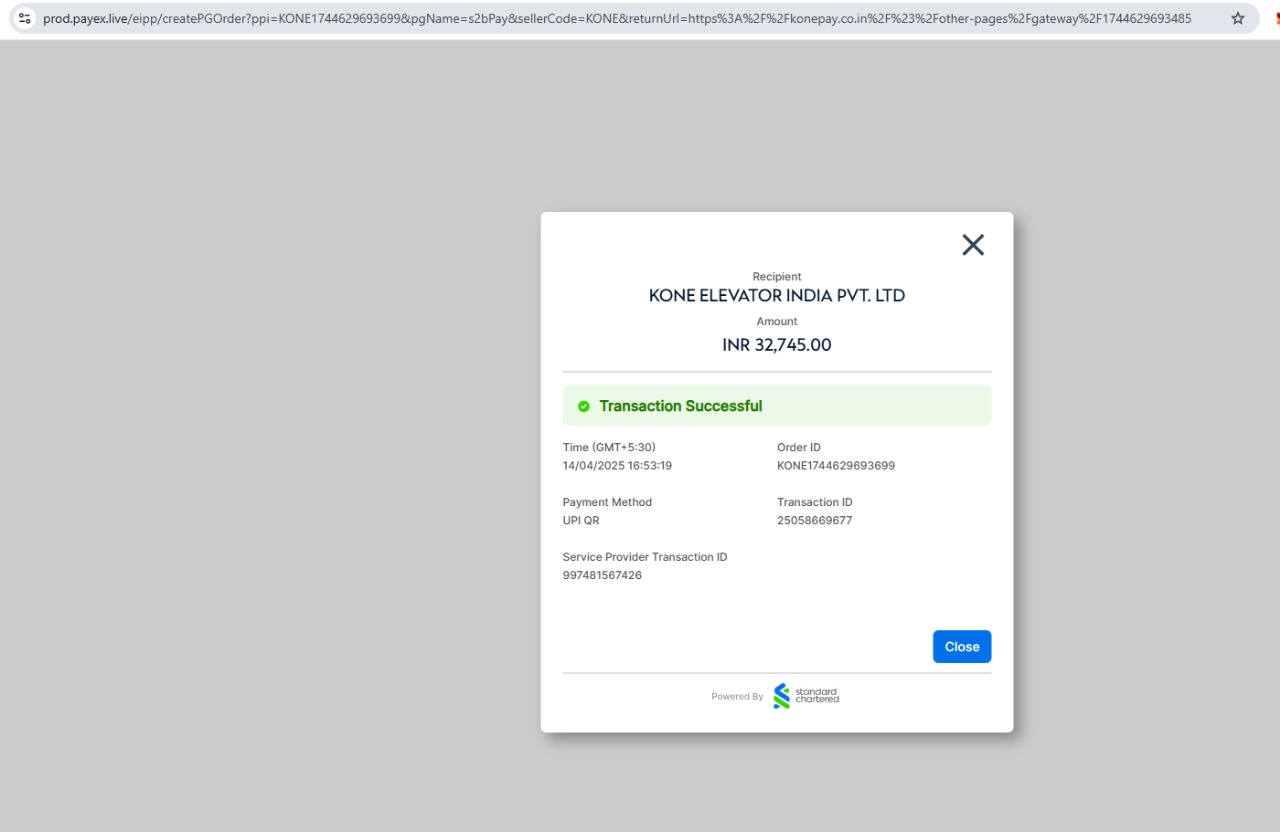 prod.payex.live/eipp/createPGOrder?ppi=KONE1744629693699&pgName=s2bPay&sellerCode=KONE&returnUrl=https%3A%2F%2Fkonepay.co.in%2F%23%2Fother-pages%2Fgateway%2F1744629693485
Recipient
KONE ELEVATOR INDIA PVT. LTD
Amount
INR 32,745.00
Transaction Successful
Time (GMT+5:30) Order ID
14/04/2025 16:53:19 KONE1744629693699
Payment Method Transaction ID
UPI QR 25058669677
Service Provider Transaction ID
997481567426
Close
Powered By standard
chartered